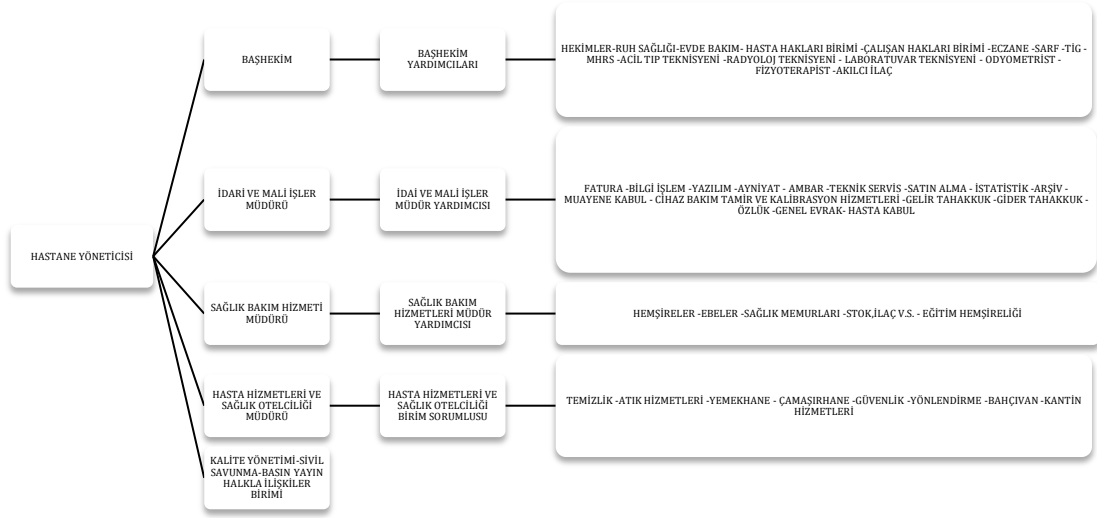 HASTANE YÖNETİCİSİ
BAŞHEKİM
BAŞHEKİM
YARDIMCILARI
HEKİMLER-RUH SAĞLIĞI-EVDE BAKIM- HASTA HAKLARI BİRİMİ -ÇALIŞAN HAKLARI BİRİMİ -ECZANE -SARF -TİG -
MHRS -ACİL TIP TEKNİSYENİ -RADYOLOJ TEKNİSYENİ - LABORATUVAR TEKNİSYENİ - ODYOMETRİST -
FİZYOTERAPİST -AKILCI İLAÇ
İDARİ VE MALİ İŞLER
MÜDÜRÜ
İDAİ VE MALİ İŞLER
MÜDÜR YARDIMCISI
FATURA -BİLGİ İŞLEM -YAZILIM -AYNİYAT - AMBAR -TEKNİK SERVİS -SATIN ALMA - İSTATİSTİK -ARŞİV -
MUAYENE KABUL - CİHAZ BAKIM TAMİR VE KALİBRASYON HİZMETLERİ -GELİR TAHAKKUK -GİDER TAHAKKUK -
ÖZLÜK -GENEL EVRAK- HASTA KABUL
SAĞLIK BAKIM HİZMETİ
MÜDÜRÜ
SAĞLIK BAKIM
HİZMETLERİ MÜDÜR
YARDIMCISI
HEMŞİRELER -EBELER -SAĞLIK MEMURLARI -STOK,İLAÇ V.S. - EĞİTİM HEMŞİRELİĞİ
HASTA HİZMETLERİ VE
SAĞLIK OTELCİLİĞİ
MÜDÜRÜ
HASTA HİZMETLERİ VE
SAĞLIK OTELCİLİĞİ
BİRİM SORUMLUSU
TEMİZLİK -ATIK HİZMETLERİ -YEMEKHANE - ÇAMAŞIRHANE -GÜVENLİK -YÖNLENDİRME -BAHÇIVAN -KANTİN
HİZMETLERİ
KALİTE YÖNETİMİ-SİVİL
SAVUNMA-BASIN YAYIN
HALKLA İLİŞKİLER
BİRİMİ